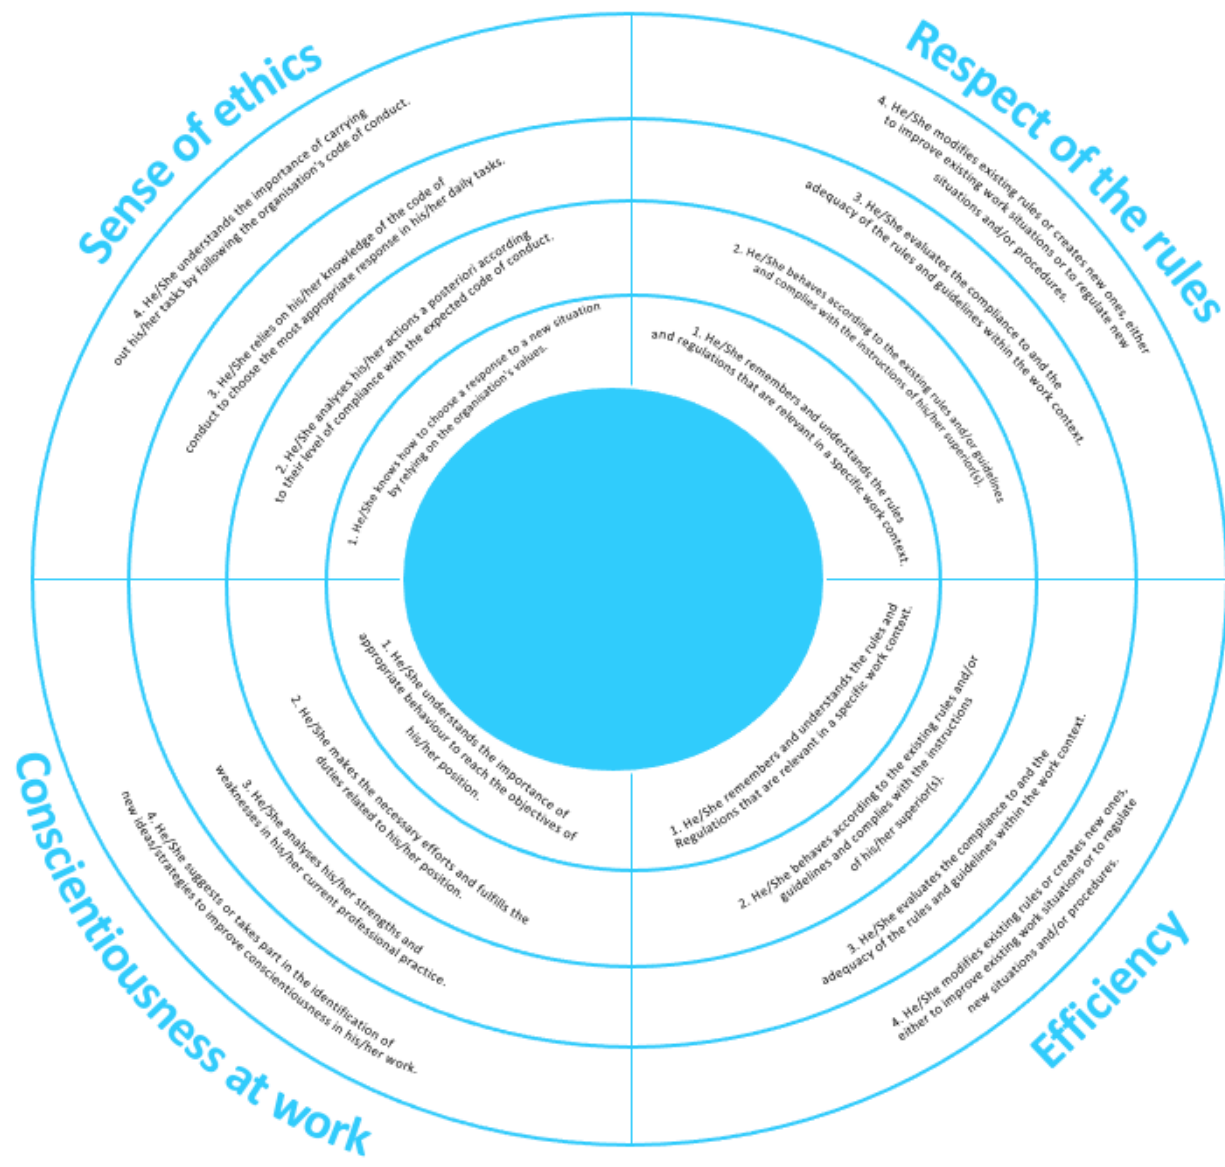 Sense of ethics
4. He/She understands the importance of carrying
out his/her tasks by following the organisation's code of conduct.
3. He/She relies on his/her knowledge of the code of
conduct to choose the most appropriate response in his/her daily tasks.
2. He/She analyses his/her actions a posteriori according
to their level of compliance with the expected code of conduct.
1. He/She knows how to choose a response to a new situation
by relying on the organisation's values.
Respect of the rules
4. He/She modifies existing rules or creates new ones, either
to improve existing work situations or to regulate new
situations and/or procedures.
3. He/She evaluates the compliance to and the
adequacy of the rules and guidelines within the work context.
2. He/She behaves according to the existing rules and/or guidelines
and complies with the instructions of his/her superior(s).
1. He/She remembers and understands the rules
and regulations that are relevant in a specific work context.
Conscientiousness at work
1. He/She understands the importance of
appropriate behaviour to reach the objectives of
his/her position.
2. He/She makes the necessary efforts and fulfills the
duties related to his/her position.
3. He/She analyses his/her strengths and
weaknesses in his/her current professional practice.
4. He/She suggests or takes part in the identification of
new ideas/strategies to improve conscientiousness in his/her work.
Efficiency
1. He/She remembers and understands the rules and
Regulations that are relevant in a specific work context.
2. He/She behaves according to the existing rules and/or
guidelines and complies with the instructions
of his/her superior(s).
3. He/She evaluates the compliance to and the
adequacy of the rules and guidelines within the work context.
4. He/She modifies existing rules or creates new ones,
either to improve existing work situations or to regulate
new situations and/or procedures.